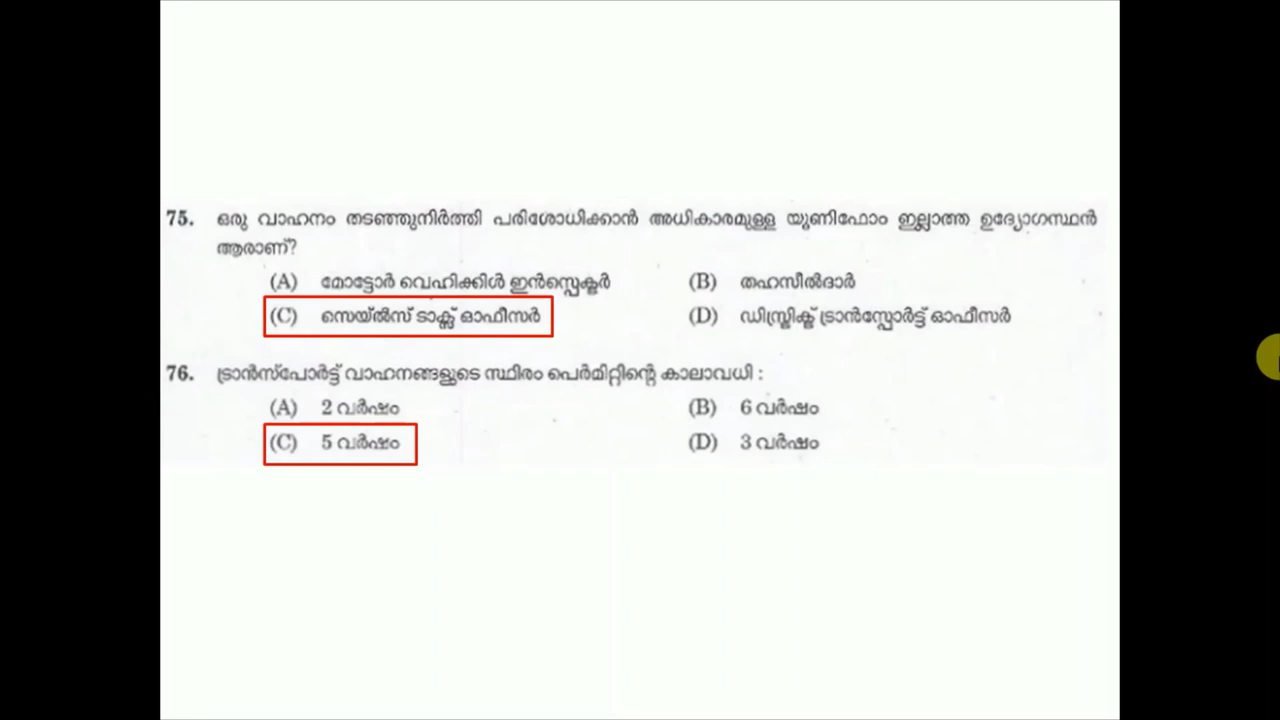 75. ഒരു വാഹനം തടഞ്ഞുനിർത്തി പരിശോധിക്കാൻ അധികാരമുള്ള യൂണിഫോം ഇല്ലാത്ത ഉദ്യോഗസ്ഥൻ
ആരാണ്?
(A) മോട്ടോർ വെഹിക്കിൾ ഇൻസ്പെക്ടർ (B) തഹസീൽദാർ
(C) സെയ്ൽസ് ടാക്സ് ഓഫീസർ (D) ഡിസ്ട്രിക്ട് ട്രാൻസ്പോർട്ട് ഓഫീസർ
76. ട്രാൻസ്പോർട്ട് വാഹനങ്ങളുടെ സ്ഥിരം പെർമിറ്റിന്റെ കാലാവധി :
(A) 2 വർഷം (B) 6 വർഷം
(C) 5 വർഷം (D) 3 വർഷം